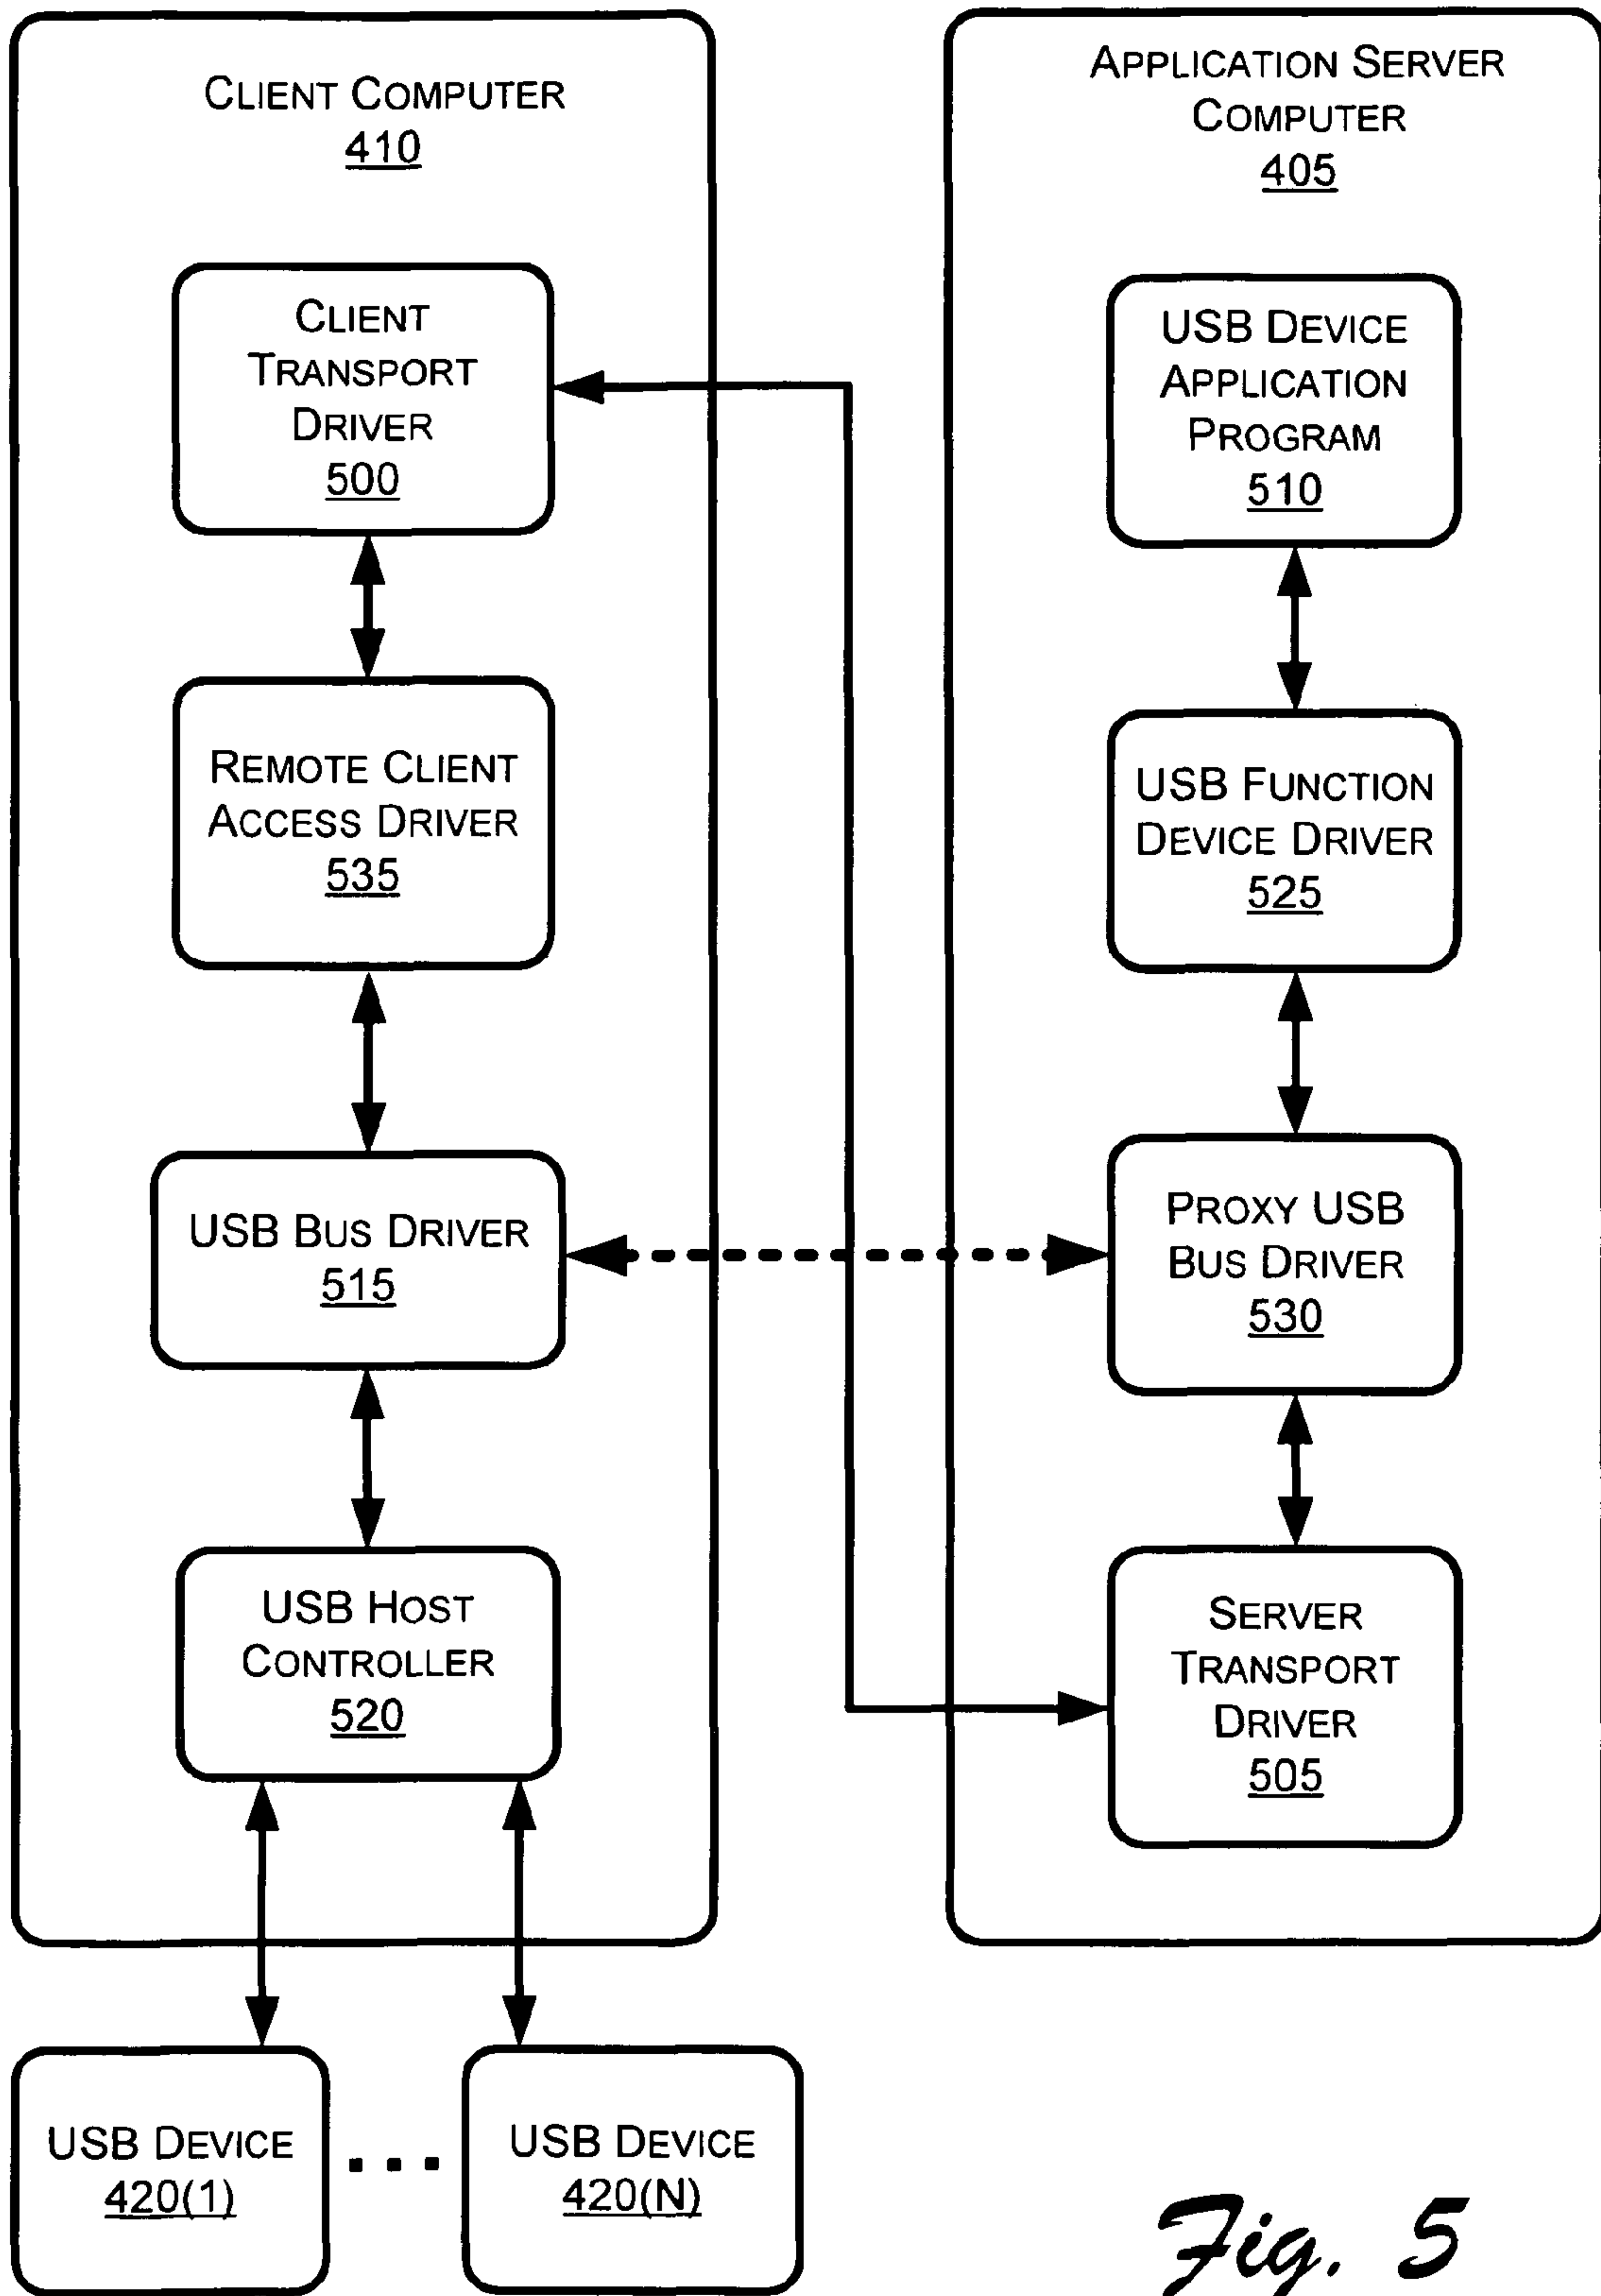 CLIENT COMPUTER
410
CLIENT
TRANSPORT
DRIVER
500
REMOTE CLIENT
ACCESS DRIVER
535
USB BUS DRIVER
515
USB HOST
CONTROLLER
520
USB DEVICE
420(1)
USB DEVICE
420(N)
APPLICATION SERVER
COMPUTER
405
USB DEVICE
APPLICATION
PROGRAM
510
USB FUNCTION
DEVICE DRIVER
525
PROXY USB
BUS DRIVER
530
SERVER
TRANSPORT
DRIVER
505
Fig. 5